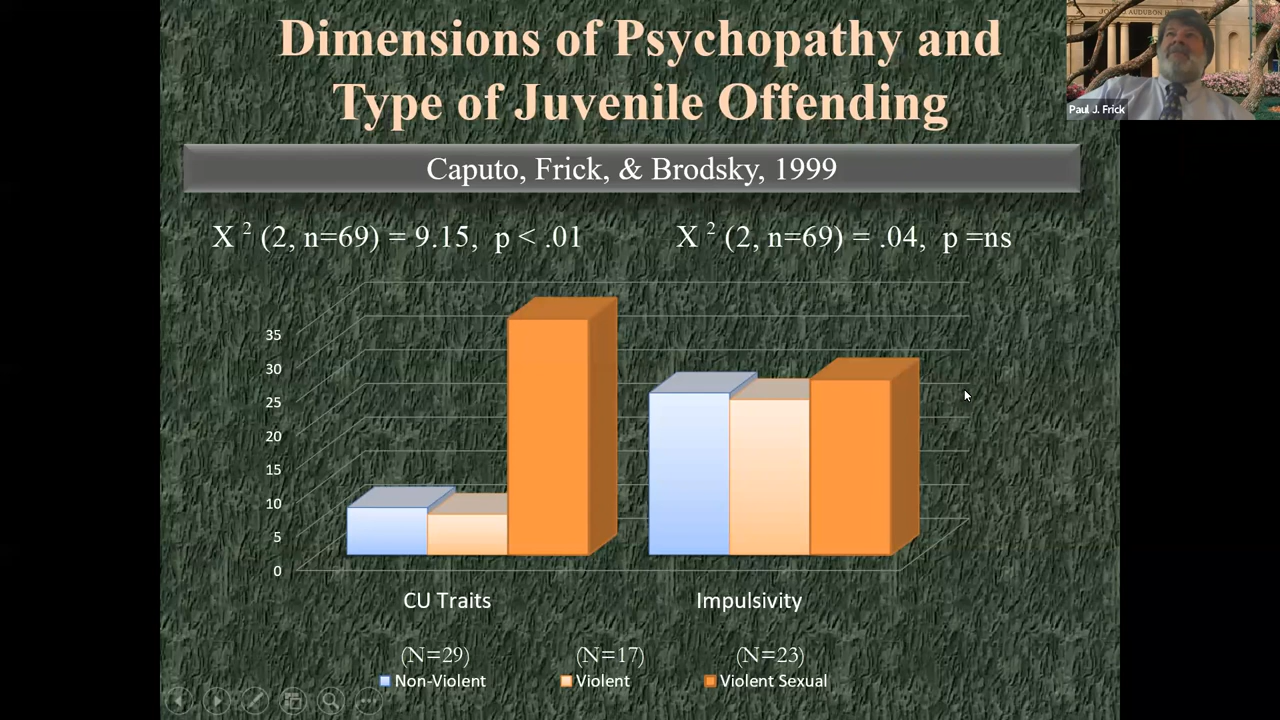 Dimensions of Psychopathy and
Type of Juvenile Offending
Paul J. Frick
Caputo, Frick, & Brodsky, 1999
X ² (2, n=69) = 9.15, p < .01
X ² (2, n=69) = .04, p =ns
35
30
25
20
15
10
5
0
CU Traits
Impulsivity
(N=29)
(N=17)
(N=23)
Non-Violent
Violent
Violent Sexual